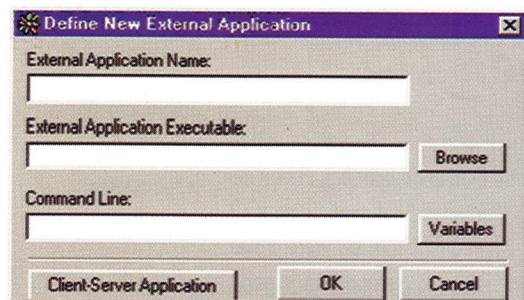 Define New External Application
External Application Name:
External Application Executable:
Browse
Command Line:
Variables
Client-Server Application
OK
Cancel